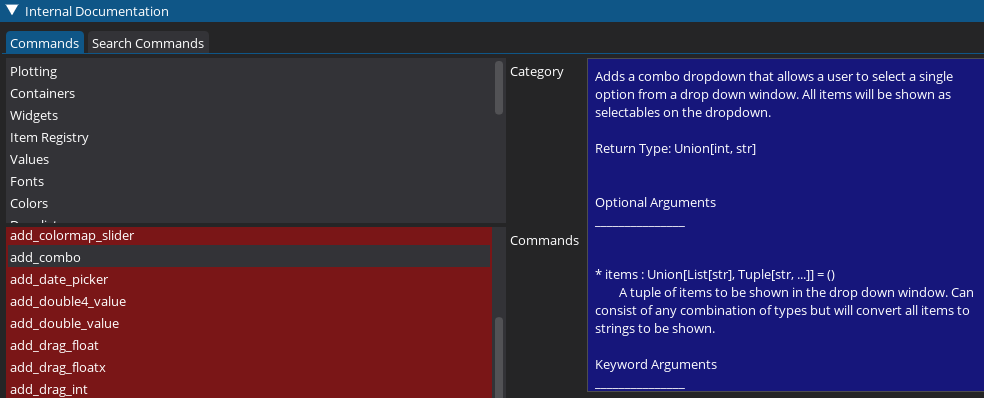 Internal Documentation
Commands
Search Commands
Plotting
Containers
Widgets
Item Registry
Values
Fonts
Colors
Category
add_colormap_slider
add_combo
add_date_picker
add_double4_value
add_double_value
add_drag_float
add_drag_floatx
add_drag_int
Commands
Adds a combo dropdown that allows a user to select a single
option from a drop down window. All items will be shown as
selectables on the dropdown.
Return Type: Union[int, str]
Optional Arguments
_______________
* items : Union[List[str], Tuple[str, ...]] = ()
A tuple of items to be shown in the drop down window. Can
consist of any combination of types but will convert all items to
strings to be shown.
Keyword Arguments
_______________